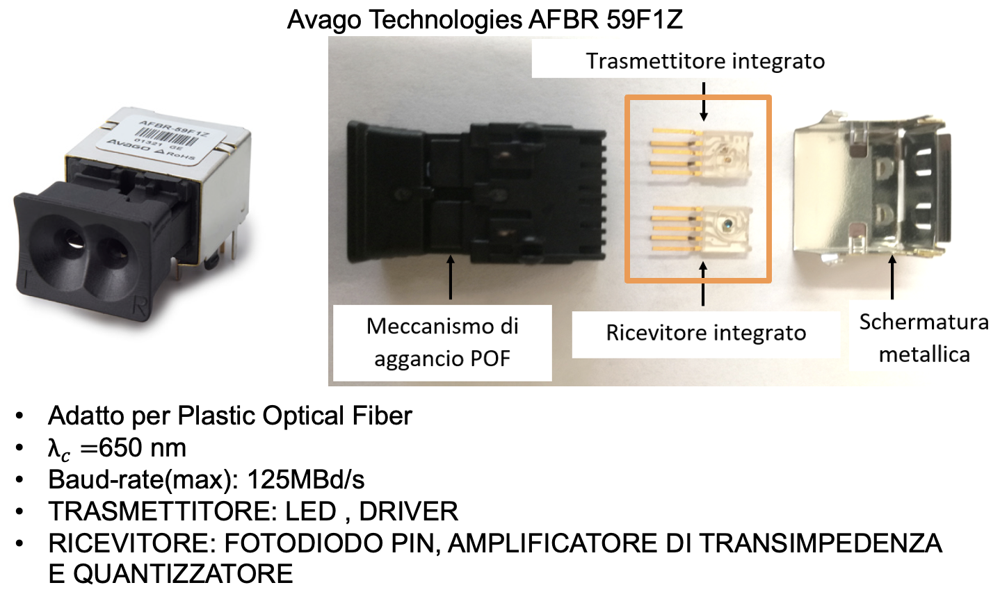 Avago Technologies AFBR 59F1Z
Trasmettitore integrato
AFBR-59F1Z
01321 GE
AVAGO RoHS
T
R
Meccanismo di
aggancio POF
Ricevitore integrato
Schermatura
metallica
• Adatto per Plastic Optical Fiber
• λc =650 nm
• Baud-rate(max): 125MBd/s
• TRASMETTITORE: LED , DRIVER
• RICEVITORE: FOTODIODO PIN, AMPLIFICATORE DI TRANSIMPEDENZA
E QUANTIZZATORE